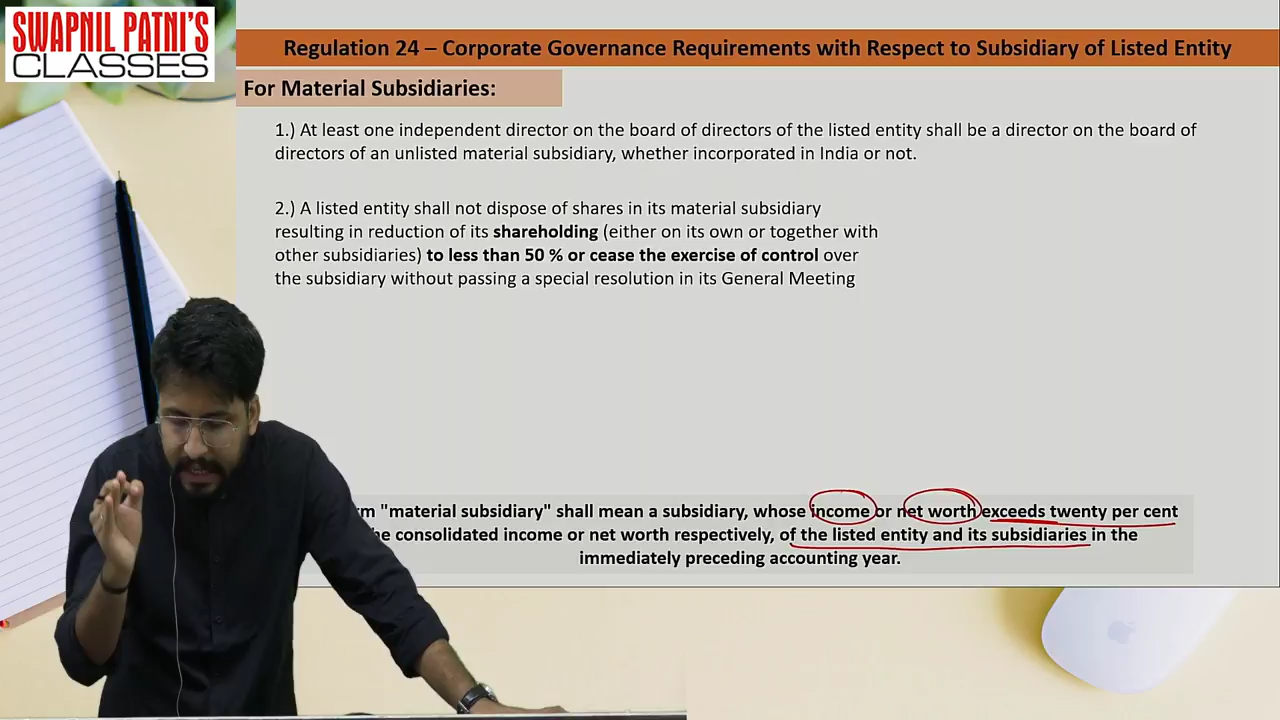 SWAPNIL PATNI'S
CLASSES
Regulation 24 – Corporate Governance Requirements with Respect to Subsidiary of Listed Entity
For Material Subsidiaries:
1.) At least one independent director on the board of directors of the listed entity shall be a director on the board of
directors of an unlisted material subsidiary, whether incorporated in India or not.
2.) A listed entity shall not dispose of shares in its material subsidiary
resulting in reduction of its shareholding (either on its own or together with
other subsidiaries) to less than 50 % or cease the exercise of control over
the subsidiary without passing a special resolution in its General Meeting
"material subsidiary" shall mean a subsidiary, whose income or net worth exceeds twenty per cent
consolidated income or net worth respectively, of the listed entity and its subsidiaries in the
immediately preceding accounting year.